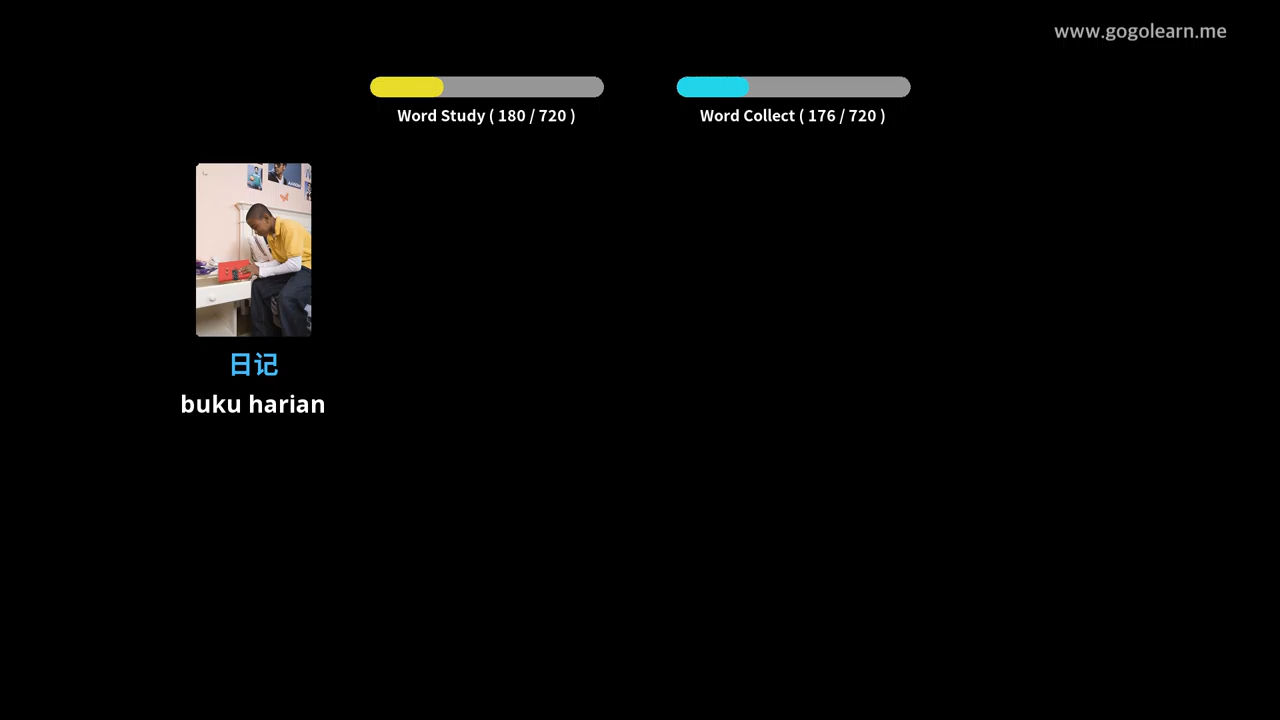 www.gogolearn.me
Word Study ( 180 / 720 )
Word Collect ( 176 / 720 )
日记
buku harian